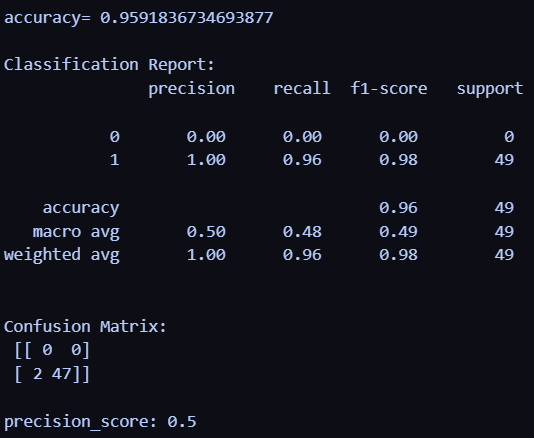 accuracy= 0.9591836734693877
Classification Report:
precision recall f1-score support
0 0.00 0.00 0.00 0
1 1.00 0.96 0.98 49
accuracy 0.96 49
macro avg 0.50 0.48 0.49 49
weighted avg 1.00 0.96 0.98 49
Confusion Matrix:
[[ 0 0]
[ 2 47]]
precision_score: 0.5